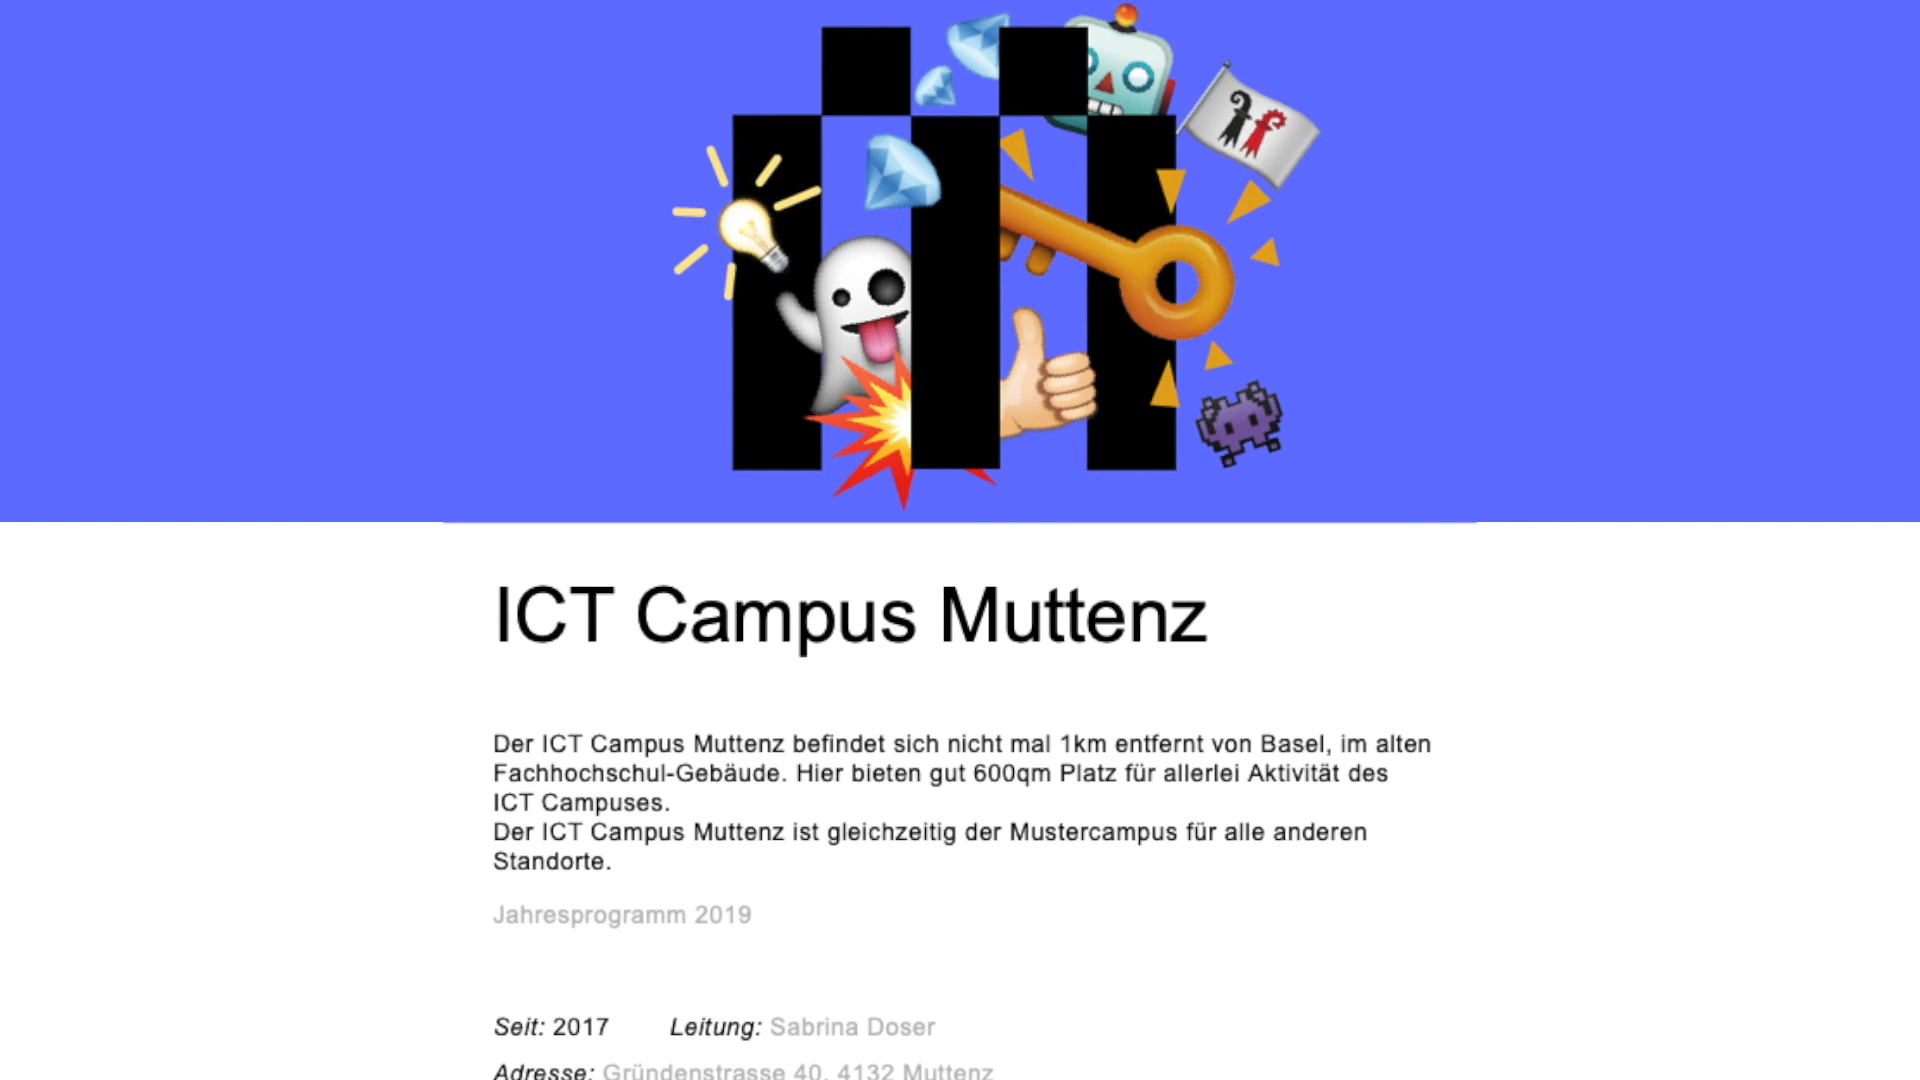 ICT Campus Muttenz
Der ICT Campus Muttenz befindet sich nicht mal 1km entfernt von Basel, im alten
Fachhochschul-Gebäude. Hier bieten gut 600qm Platz für allerlei Aktivität des
ICT Campuses.
Der ICT Campus Muttenz ist gleichzeitig der Mustercampus für alle anderen
Standorte.
Jahresprogramm 2019
Seit: 2017 Leitung: Sabrina Doser
Adresse: Gründenstrasse 40, 4132 Muttenz